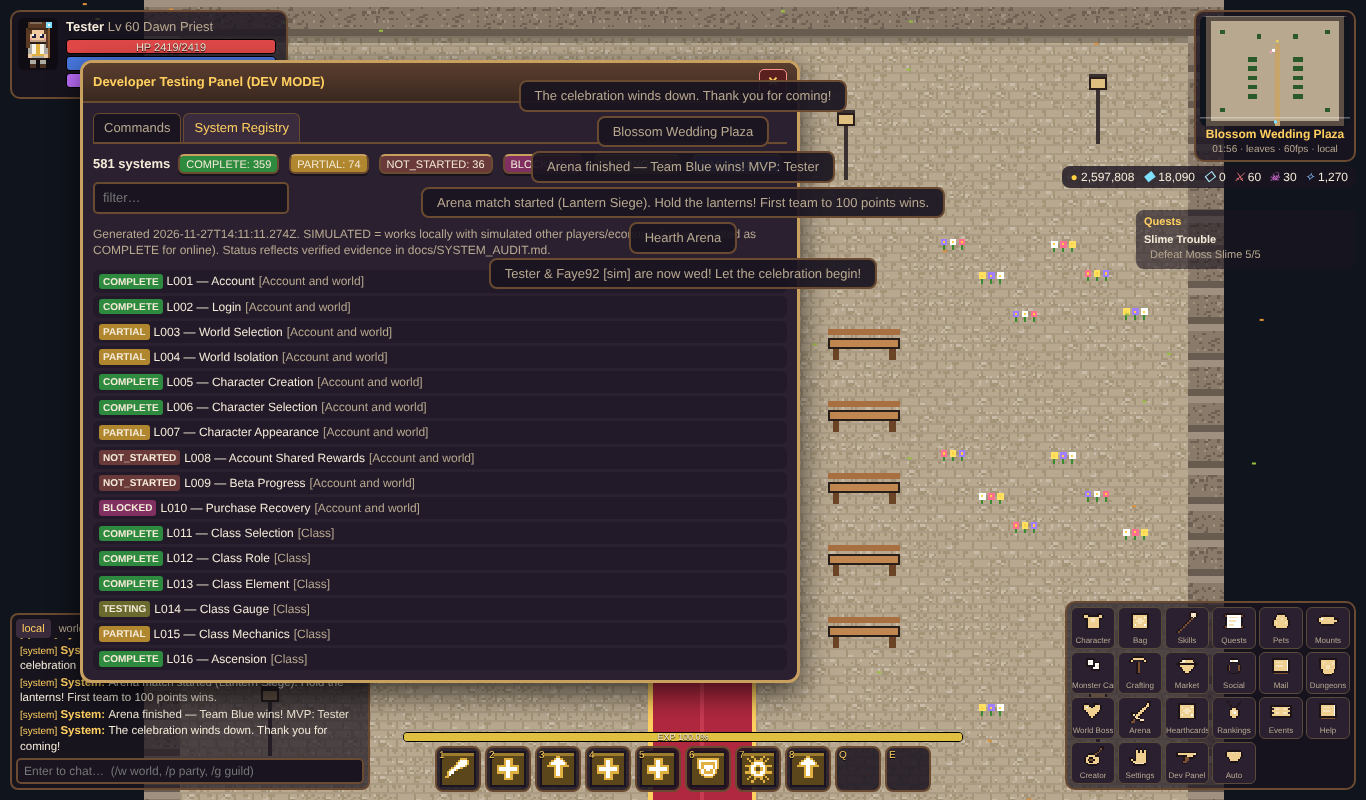 Tester Lv 60 Dawn Priest
HP 2419/2419
Developer Testing Panel (DEV MODE)
Commands
System Registry
581 systems
COMPLETE: 359
PARTIAL: 74
NOT_STARTED: 36
filter…
Generated 2026-11-27T14:11:11.274Z. SIMULATED = works locally with simulated other players/
COMPLETE for online). Status reflects verified evidence in docs/SYSTEM_AUDIT.md.
COMPLETE L001 — Account [Account and world]
COMPLETE L002 — Login [Account and world]
PARTIAL L003 — World Selection [Account and world]
PARTIAL L004 — World Isolation [Account and world]
COMPLETE L005 — Character Creation [Account and world]
COMPLETE L006 — Character Selection [Account and world]
PARTIAL L007 — Character Appearance [Account and world]
NOT_STARTED L008 — Account Shared Rewards [Account and world]
NOT_STARTED L009 — Beta Progress [Account and world]
BLOCKED L010 — Purchase Recovery [Account and world]
COMPLETE L011 — Class Selection [Class]
COMPLETE L012 — Class Role [Class]
COMPLETE L013 — Class Element [Class]
TESTING L014 — Class Gauge [Class]
PARTIAL L015 — Class Mechanics [Class]
COMPLETE L016 — Ascension [Class]
The celebration winds down. Thank you for coming!
Blossom Wedding Plaza
Arena finished — Team Blue wins! MVP: Tester
Arena match started (Lantern Siege). Hold the lanterns! First team to 100 points wins.
Hearth Arena
Tester & Faye92 [sim] are now wed! Let the celebration begin!
Blossom Wedding Plaza
01:56 · leaves · 60fps · local
2,597,808 18,090 0 60 30 1,270
Quests
Slime Trouble
Defeat Moss Slime 5/5
local
[system]
celebration
[system] System: Arena match started (Lantern Siege). Hold the
lanterns! First team to 100 points wins.
[system] System: Arena finished — Team Blue wins! MVP: Tester
[system] System: The celebration winds down. Thank you for
coming!
Enter to chat… (/w world, /p party, /g guild)
EXP 100.0%
1 2 3 4 5 6 7 8 Q E
Character Bag Skills Quests Pets Mounts
Monster Ca Crafting Market Social Mail Dungeons
World Boss Arena Hearthcards Rankings Events Help
Creator Settings Dev Panel Auto